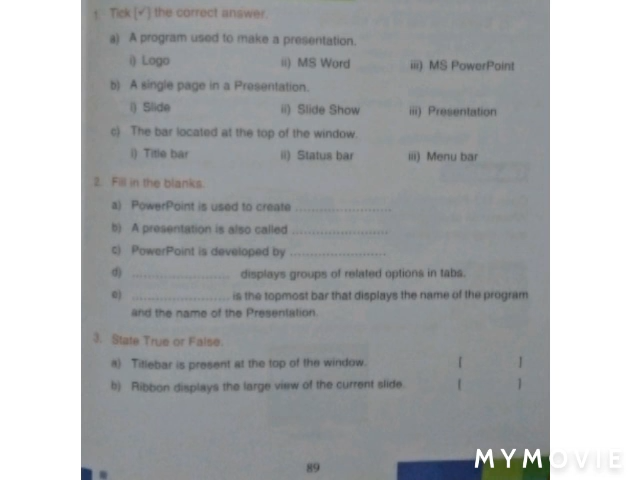 1. Tick (✓) the correct answer.
a) A program used to make a presentation.
i) Logo ii) MS Word iii) MS PowerPoint
b) A single page in a Presentation.
i) Slide ii) Slide Show iii) Presentation
c) The bar located at the top of the window.
i) Title bar ii) Status bar iii) Menu bar
2. Fill in the blanks.
a) PowerPoint is used to create ......................
b) A presentation is also called ......................
c) PowerPoint is developed by ......................
d) ...................... displays groups of related options in tabs.
e) ...................... is the topmost bar that displays the name of the program
and the name of the Presentation.
3. State True or False.
a) Titlebar is present at the top of the window. [ ]
b) Ribbon displays the large view of the current slide. [ ]
89
MYMOVIE